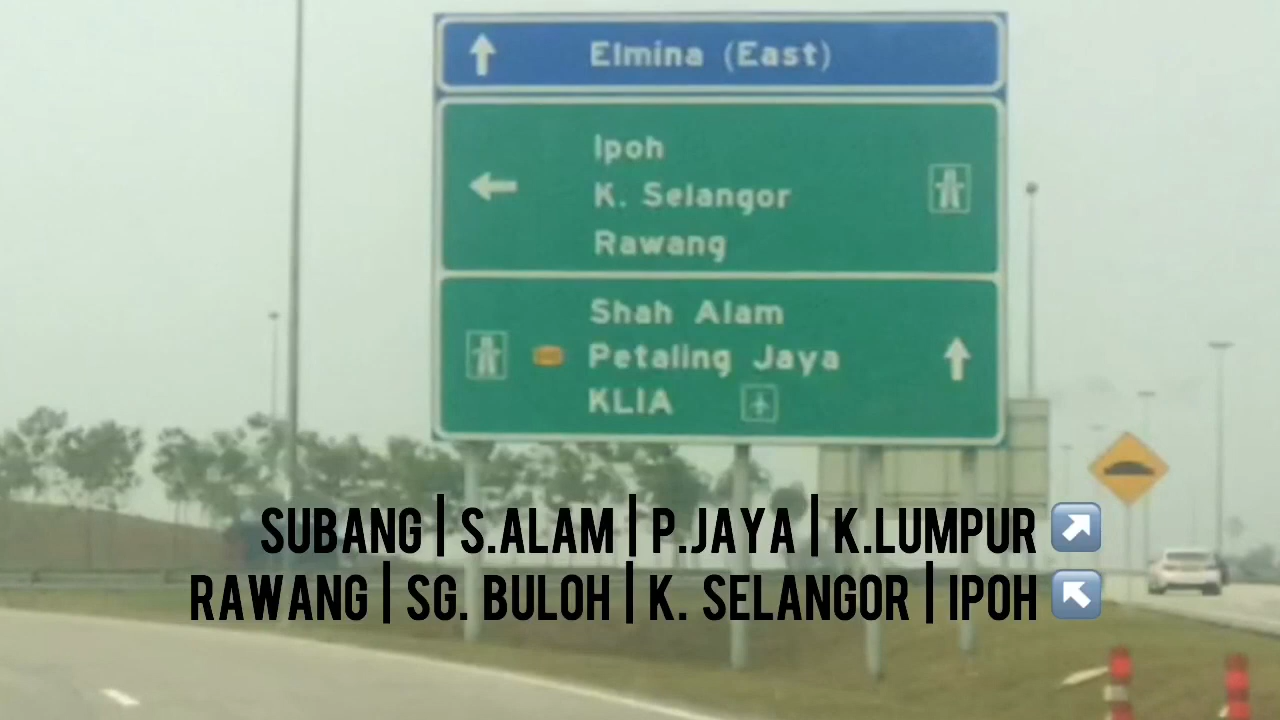 Elmina (East)
Ipoh
K. Selangor
Rawang
Shah Alam
Petaling Jaya
KLIA
SUBANG | S.ALAM | P.JAYA | K.LUMPUR
RAWANG | SG. BULOH | K. SELANGOR | IPOH